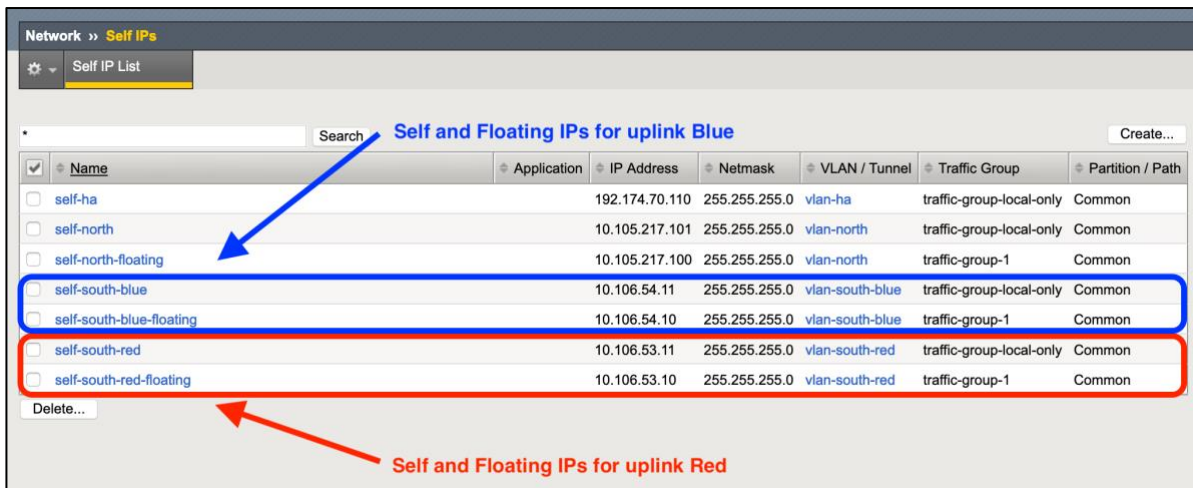 Network ›› Self IPs
Self IP List
* Search Self and Floating IPs for uplink Blue Create...
Name Application IP Address Netmask VLAN / Tunnel Traffic Group Partition / Path
self-ha 192.174.70.110 255.255.255.0 vlan-ha traffic-group-local-only Common
self-north 10.105.217.101 255.255.255.0 vlan-north traffic-group-local-only Common
self-north-floating 10.105.217.100 255.255.255.0 vlan-north traffic-group-1 Common
self-south-blue 10.106.54.11 255.255.255.0 vlan-south-blue traffic-group-local-only Common
self-south-blue-floating 10.106.54.10 255.255.255.0 vlan-south-blue traffic-group-1 Common
self-south-red 10.106.53.11 255.255.255.0 vlan-south-red traffic-group-local-only Common
self-south-red-floating 10.106.53.10 255.255.255.0 vlan-south-red traffic-group-1 Common
Delete...
Self and Floating IPs for uplink Red